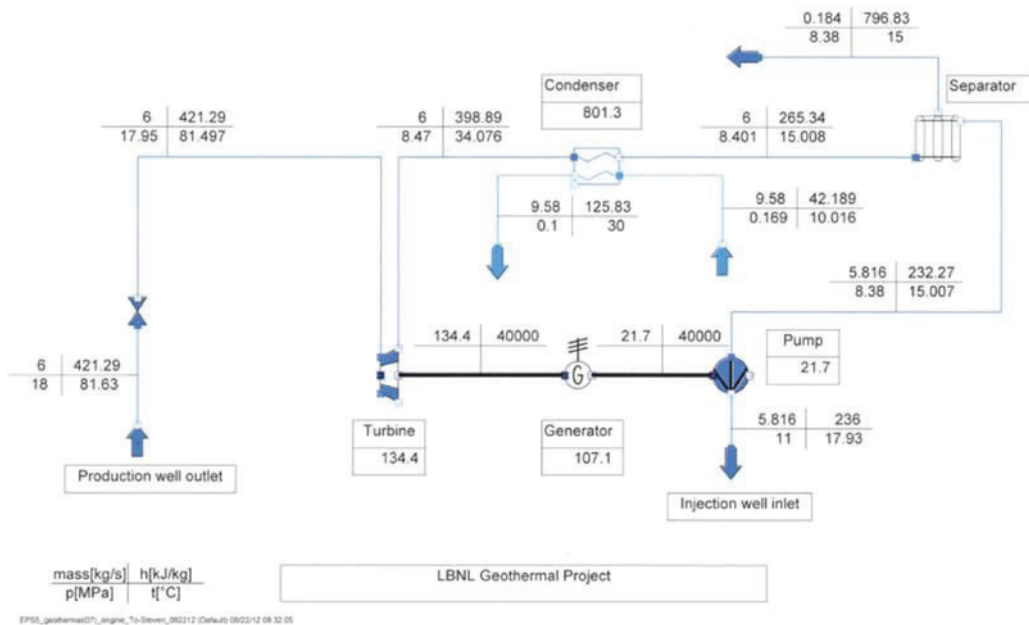 0.184 796.83
8.38 15
Condenser
801.3
Separator
6 421.29
17.95 81.497
6 398.89
8.47 34.076
6 265.34
8.401 15.008
9.58 125.83
0.1 30
9.58 42.189
0.169 10.016
5.816 232.27
8.38 15.007
134.4 40000
21.7 40000
Pump
21.7
6 421.29
18 81.63
G
Turbine
134.4
Generator
107.1
5.816 236
11 17.93
Production well outlet
Injection well inlet
mass[kg/s] h[kJ/kg]
p[MPa] t[°C]
LBNL Geothermal Project